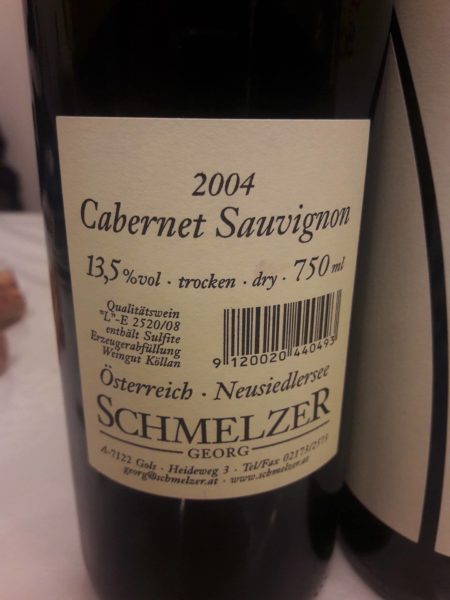 2004
Cabernet Sauvignon
13,5 %vol · trocken · dry · 750 ml
Qualitätswein
"L"-E 2520/08
enthält Sulfite
Erzeugerabfüllung
Weingut Köllan
9 120020 440493
Österreich · Neusiedlersee
SCHMELZER
GEORG
A-7122 Gols · Heideweg 3 · Tel/Fax 02173/2573
georg@schmelzer.at · www.schmelzer.at